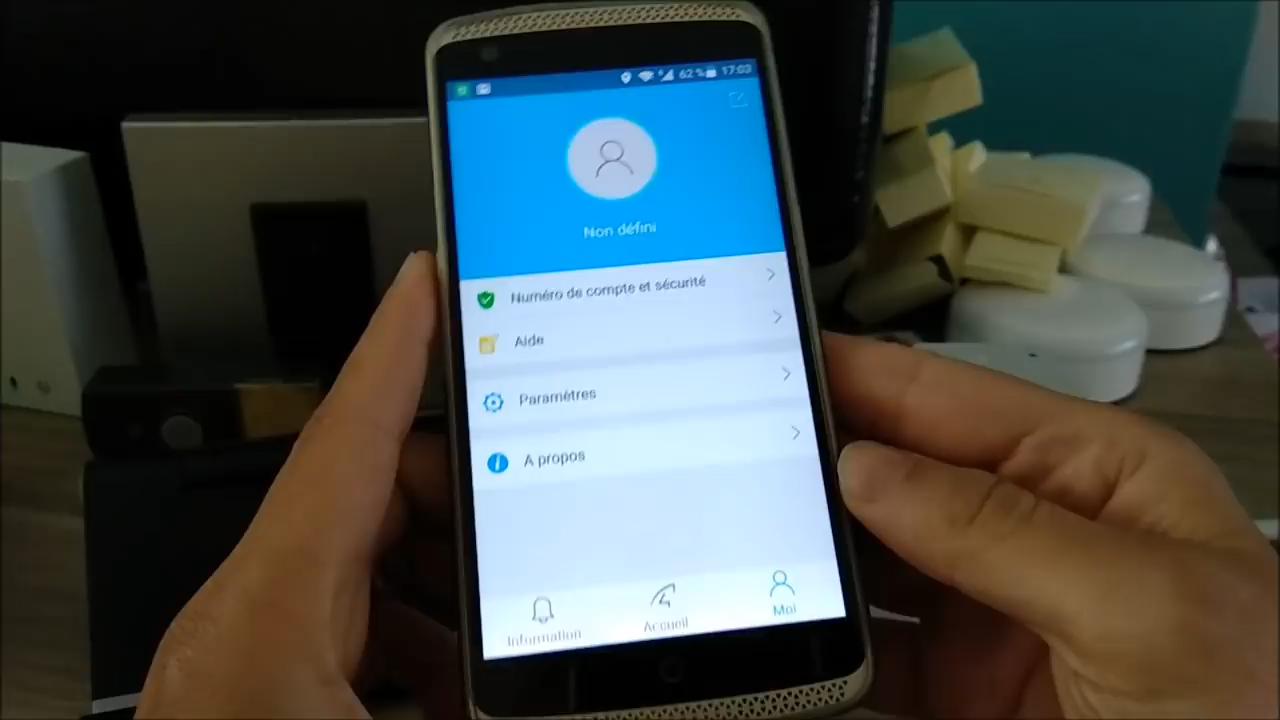 62 % 17:03
Non défini
Numéro de compte et sécurité
Aide
Paramètres
A propos
Information
Accueil
Moi